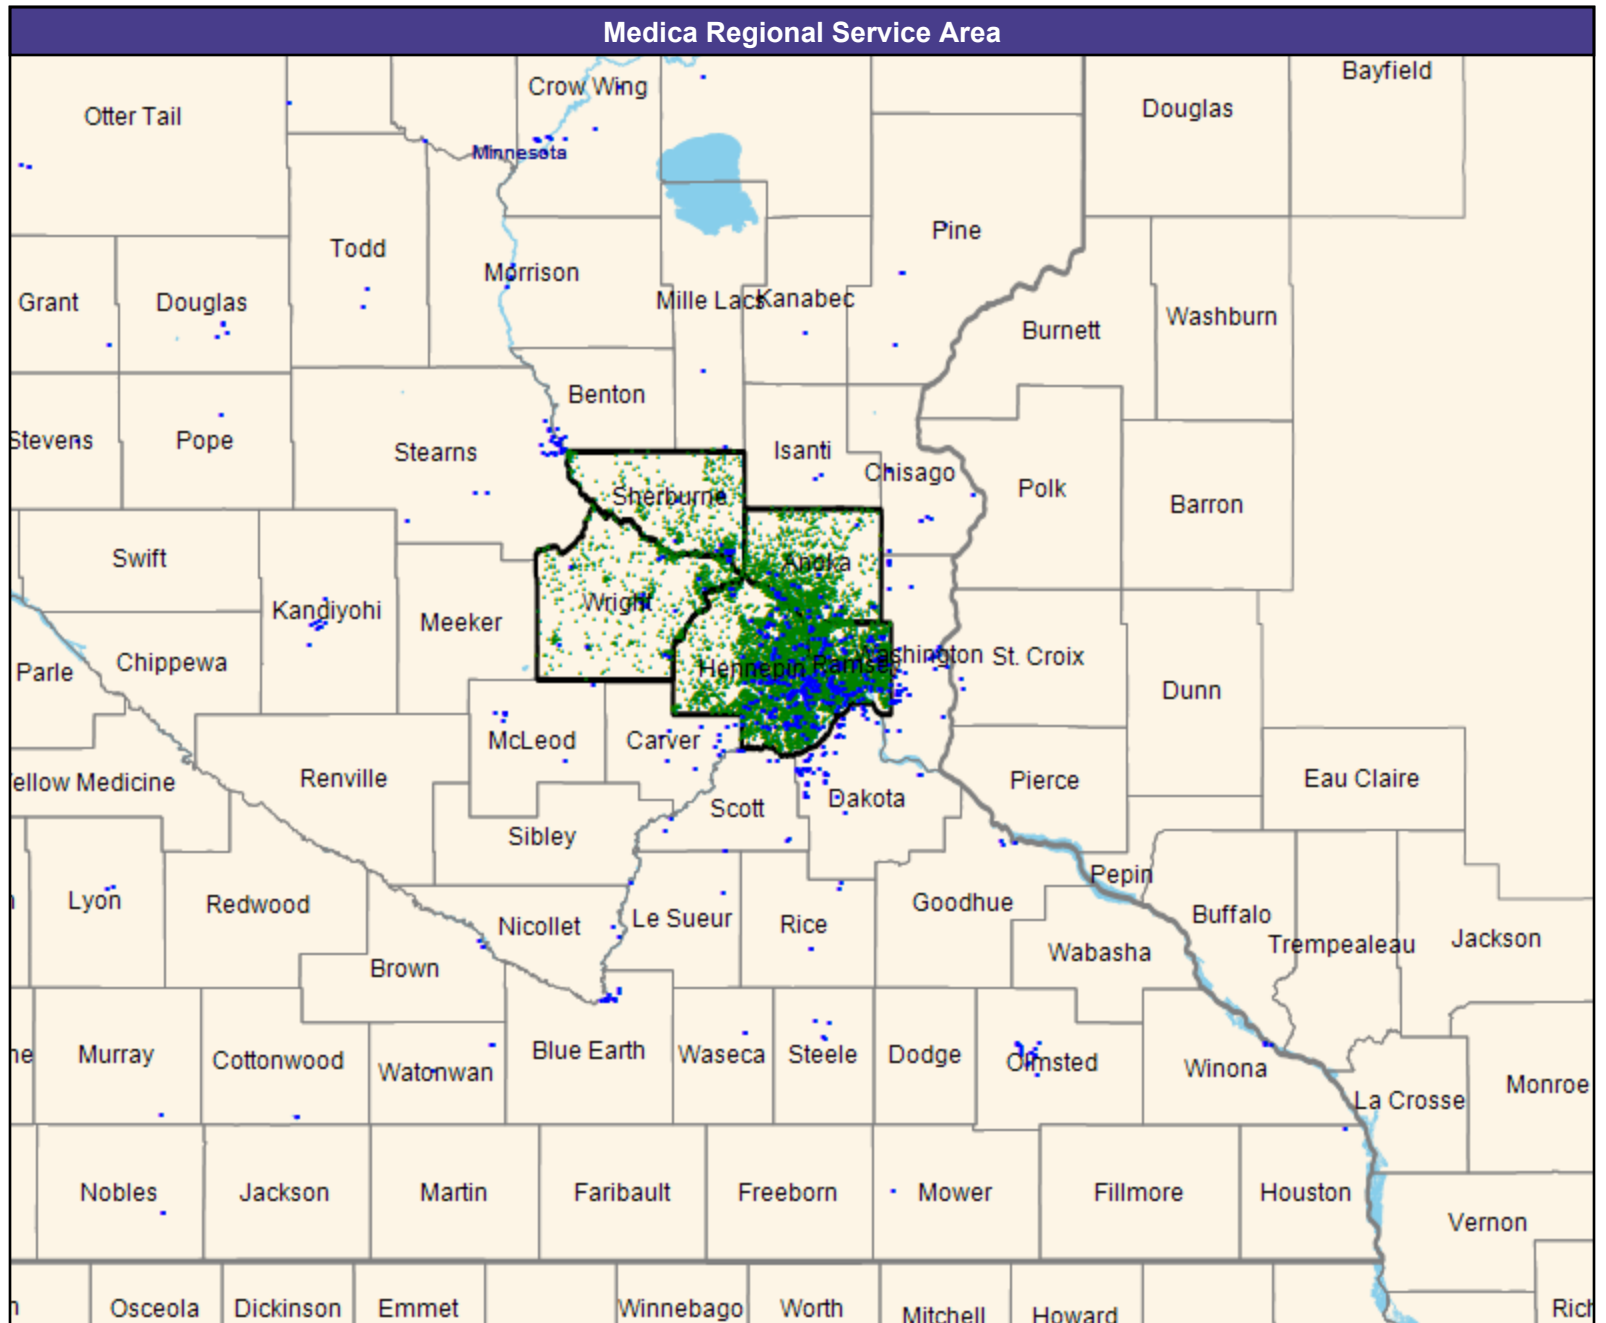 Medica Regional Service Area
Bayfield
Crow Wing
Douglas
Otter Tail
Minnesota
Pine
Todd
Morrison
Mille Lacs
Kanabec
Grant
Douglas
Washburn
Burnett
Benton
Stevens
Pope
Stearns
Isanti
Chisago
Polk
Barron
Sherburne
Swift
Anoka
Kandiyohi
Wright
Meeker
Chippewa
Parle
Hennepin
Ramsey
Washington
St. Croix
Dunn
McLeod
Carver
Renville
ellow Medicine
Pierce
Eau Claire
Scott
Dakota
Sibley
Pepin
Lyon
Redwood
Goodhue
Nicollet
Le Sueur
Rice
Buffalo
Trempealeau
Jackson
Wabasha
Brown
ne
Murray
Cottonwood
Watonwan
Blue Earth
Waseca
Steele
Dodge
Olmsted
Winona
La Crosse
Monroe
Nobles
Jackson
Martin
Faribault
Freeborn
Mower
Fillmore
Houston
Vernon
Osceola
Dickinson
Emmet
Winnebago
Worth
Mitchell
Howard
Rich